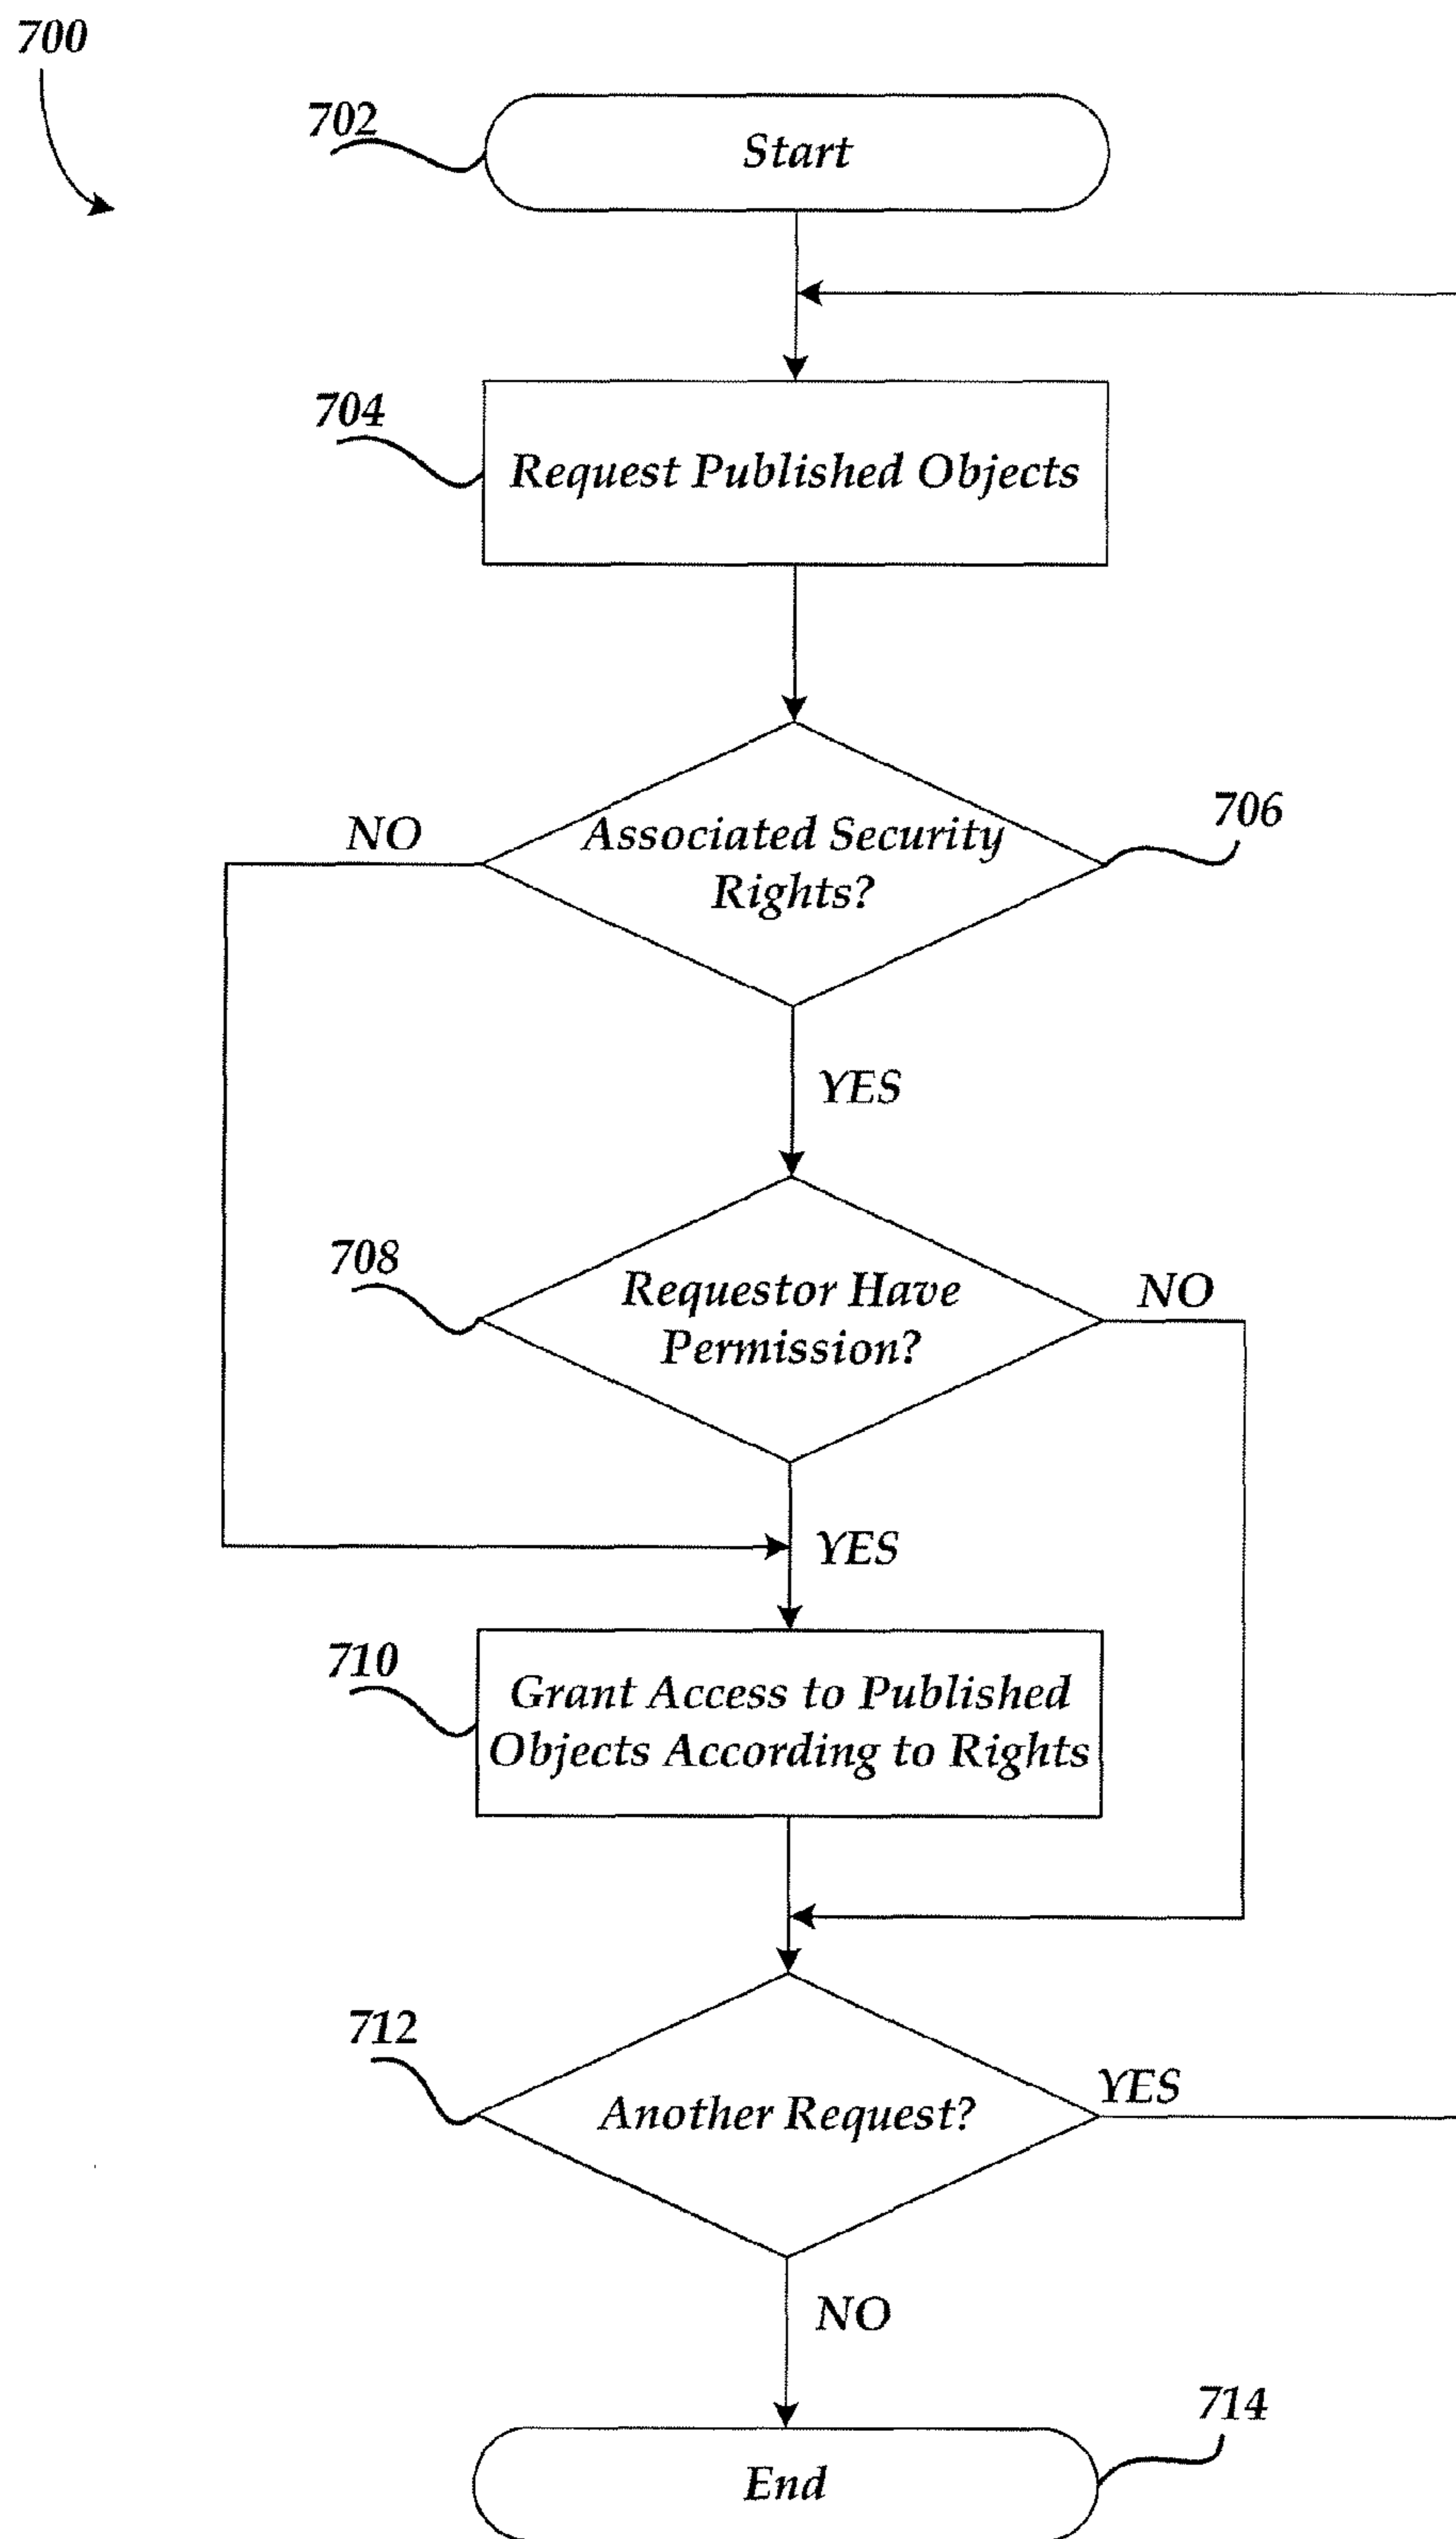 700
702
Start
704
Request Published Objects
NO
Associated Security
Rights?
706
YES
708
Requestor Have
Permission?
NO
YES
710
Grant Access to Published
Objects According to Rights
712
Another Request?
YES
NO
714
End